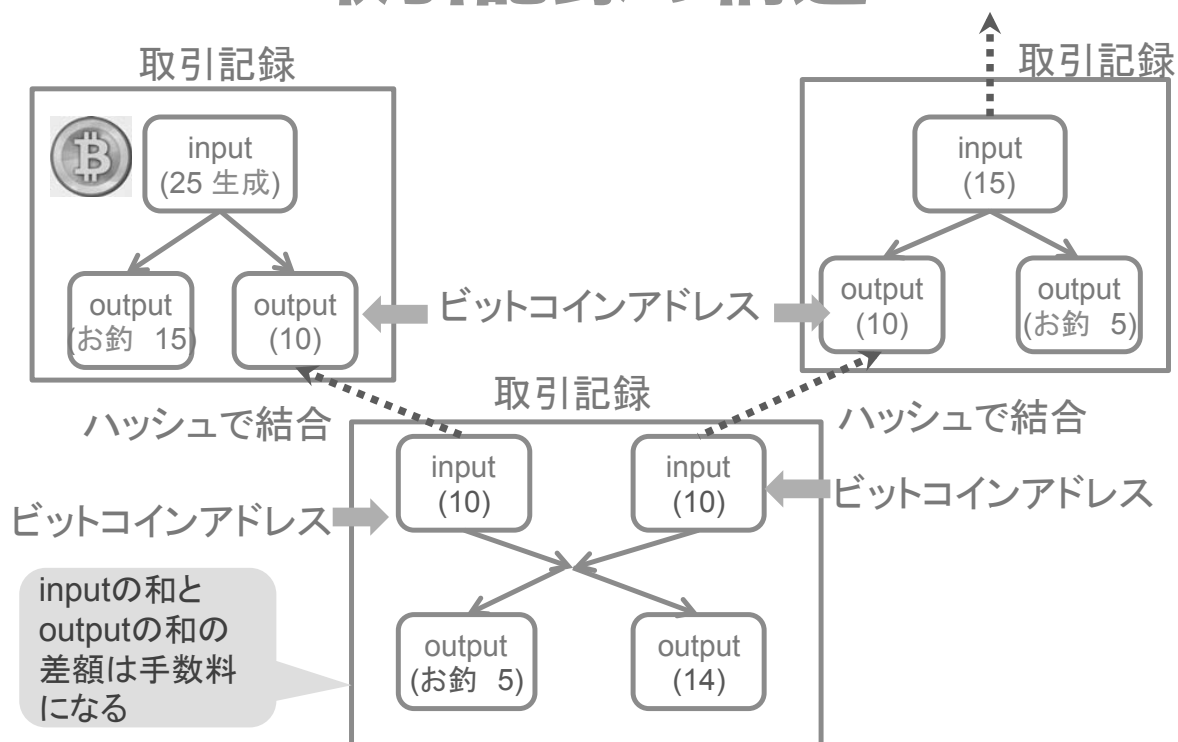 取引記録
取引記録
input
(25 生成)
input
(15)
output
(お釣 15)
output
(10)
ビットコインアドレス
output
(10)
output
(お釣 5)
ハッシュで結合
取引記録
ハッシュで結合
input
(10)
input
(10)
ビットコインアドレス
ビットコインアドレス
inputの和と
outputの和の
差額は手数料
になる
output
(お釣 5)
output
(14)